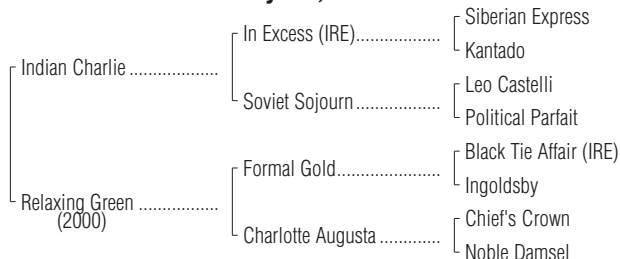 Siberian Express
In Excess (IRE)....................
Kantado
Indian Charlie ....................
Leo Castelli
Soviet Sojourn ....................
Political Parfait
Black Tie Affair (IRE)
Formal Gold........................
Ingoldsby
Relaxing Green ..................
(2000)
Chief's Crown
Charlotte Augusta ..............
Noble Damsel